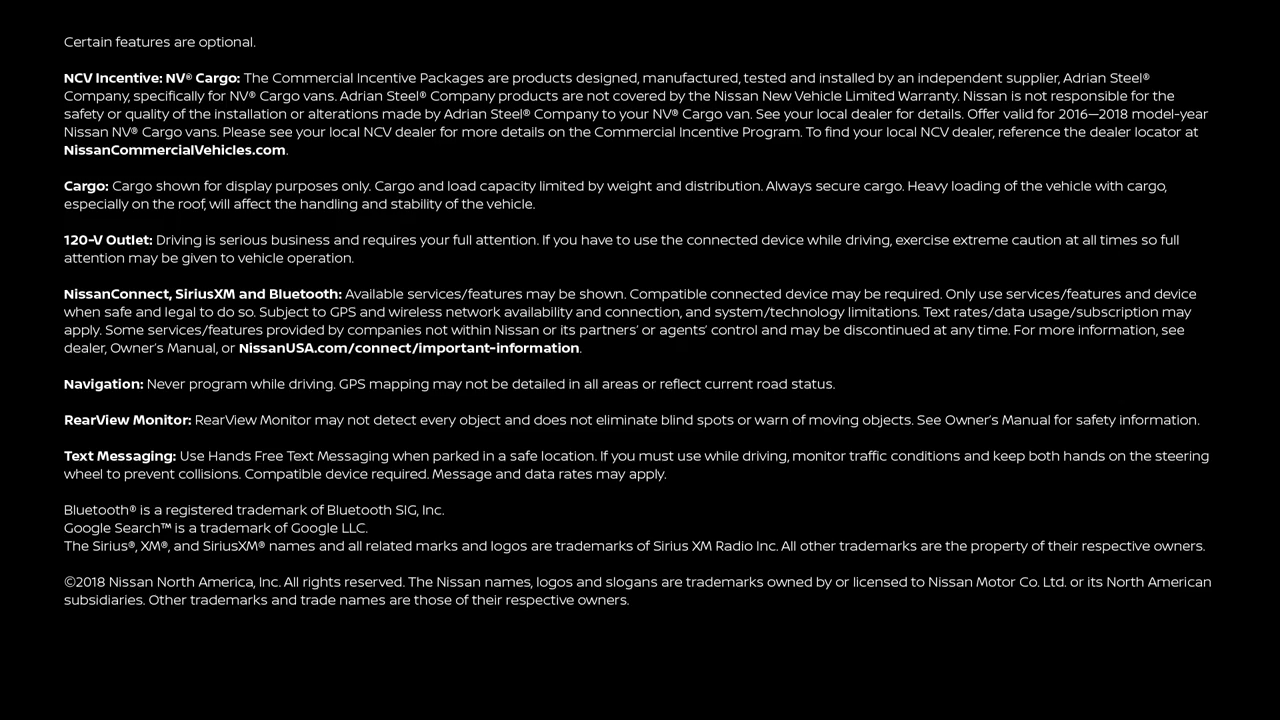 Certain features are optional.
NCV Incentive: NV® Cargo: The Commercial Incentive Packages are products designed, manufactured, tested and installed by an independent supplier, Adrian Steel®
Company, specifically for NV® Cargo vans. Adrian Steel® Company products are not covered by the Nissan New Vehicle Limited Warranty. Nissan is not responsible for the
safety or quality of the installation or alterations made by Adrian Steel® Company to your NV® Cargo van. See your local dealer for details. Offer valid for 2016—2018 model-year
Nissan NV® Cargo vans. Please see your local NCV dealer for more details on the Commercial Incentive Program. To find your local NCV dealer, reference the dealer locator at
NissanCommercialVehicles.com.
Cargo: Cargo shown for display purposes only. Cargo and load capacity limited by weight and distribution. Always secure cargo. Heavy loading of the vehicle with cargo,
especially on the roof, will affect the handling and stability of the vehicle.
120-V Outlet: Driving is serious business and requires your full attention. If you have to use the connected device while driving, exercise extreme caution at all times so full
attention may be given to vehicle operation.
NissanConnect, SiriusXM and Bluetooth: Available services/features may be shown. Compatible connected device may be required. Only use services/features and device
when safe and legal to do so. Subject to GPS and wireless network availability and connection, and system/technology limitations. Text rates/data usage/subscription may
apply. Some services/features provided by companies not within Nissan or its partners’ or agents’ control and may be discontinued at any time. For more information, see
dealer, Owner’s Manual, or NissanUSA.com/connect/important-information.
Navigation: Never program while driving. GPS mapping may not be detailed in all areas or reflect current road status.
RearView Monitor: RearView Monitor may not detect every object and does not eliminate blind spots or warn of moving objects. See Owner’s Manual for safety information.
Text Messaging: Use Hands Free Text Messaging when parked in a safe location. If you must use while driving, monitor traffic conditions and keep both hands on the steering
wheel to prevent collisions. Compatible device required. Message and data rates may apply.
Bluetooth® is a registered trademark of Bluetooth SIG, Inc.
Google Search™ is a trademark of Google LLC.
The Sirius®, XM®, and SiriusXM® names and all related marks and logos are trademarks of Sirius XM Radio Inc. All other trademarks are the property of their respective owners.
©2018 Nissan North America, Inc. All rights reserved. The Nissan names, logos and slogans are trademarks owned by or licensed to Nissan Motor Co. Ltd. or its North American
subsidiaries. Other trademarks and trade names are those of their respective owners.